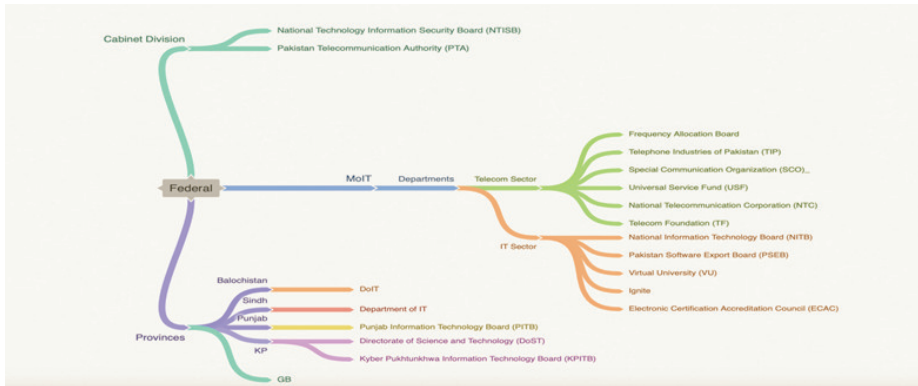 Cabinet Division
National Technology Information Security Board (NTISB)
Pakistan Telecommunication Authority (PTA)
Federal
MoIT
Departments
Telecom Sector
Frequency Allocation Board
Telephone Industries of Pakistan (TIP)
Special Communication Organization (SCO)_
Universal Service Fund (USF)
National Telecommunication Corporation (NTC)
Telecom Foundation (TF)
IT Sector
National Information Technology Board (NITB)
Pakistan Software Export Board (PSEB)
Virtual University (VU)
Ignite
Electronic Certification Accreditation Council (ECAC)
Provinces
Balochistan
DoIT
Sindh
Department of IT
Punjab
Punjab Information Technology Board (PITB)
KP
Directorate of Science and Technology (DoST)
Kyber Pukhtunkhwa Information Technology Board (KPITB)
GB